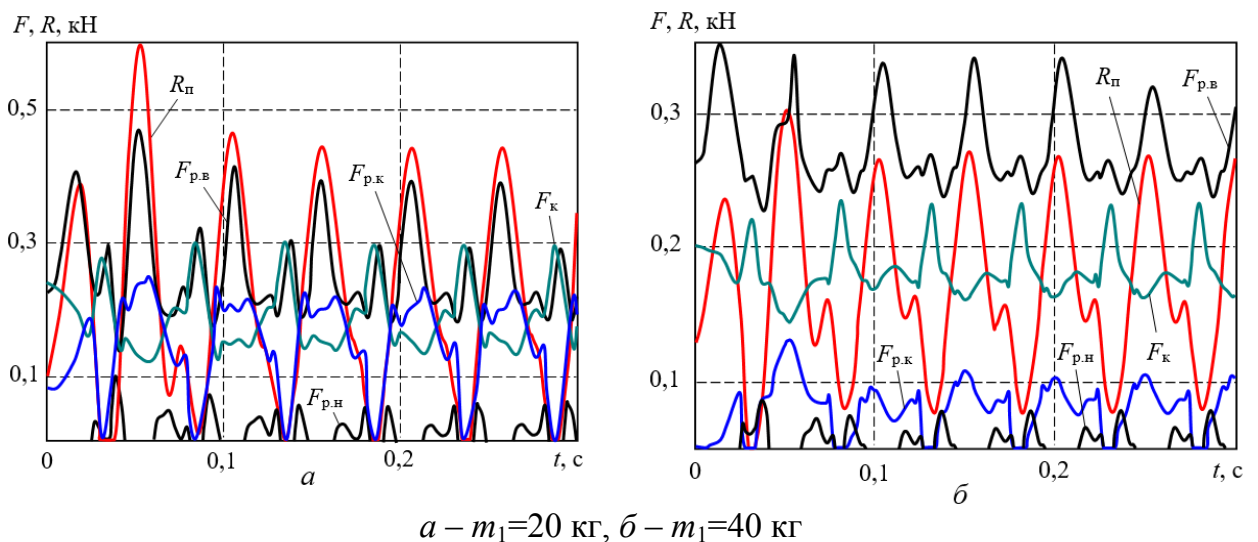 F, R, кН
0,5
0,3
0,1
0
0,1
0,2
t, с
Rп
Fр.в
Fр.к
Fк
Fр.н
а
F, R, кН
0,3
0,2
0,1
0
0,1
0,2
t, с
Rп
Fр.в
Fр.к
Fр.н
Fк
б
а – m1=20 кг, б – m1=40 кг